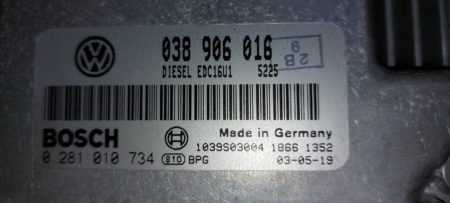 038 906 016
2B
9
DIESEL EDC16U1 5225
BOSCH
Made in Germany
1039S03004 1866 1352
0 281 010 734 810 BPG
03-05-19